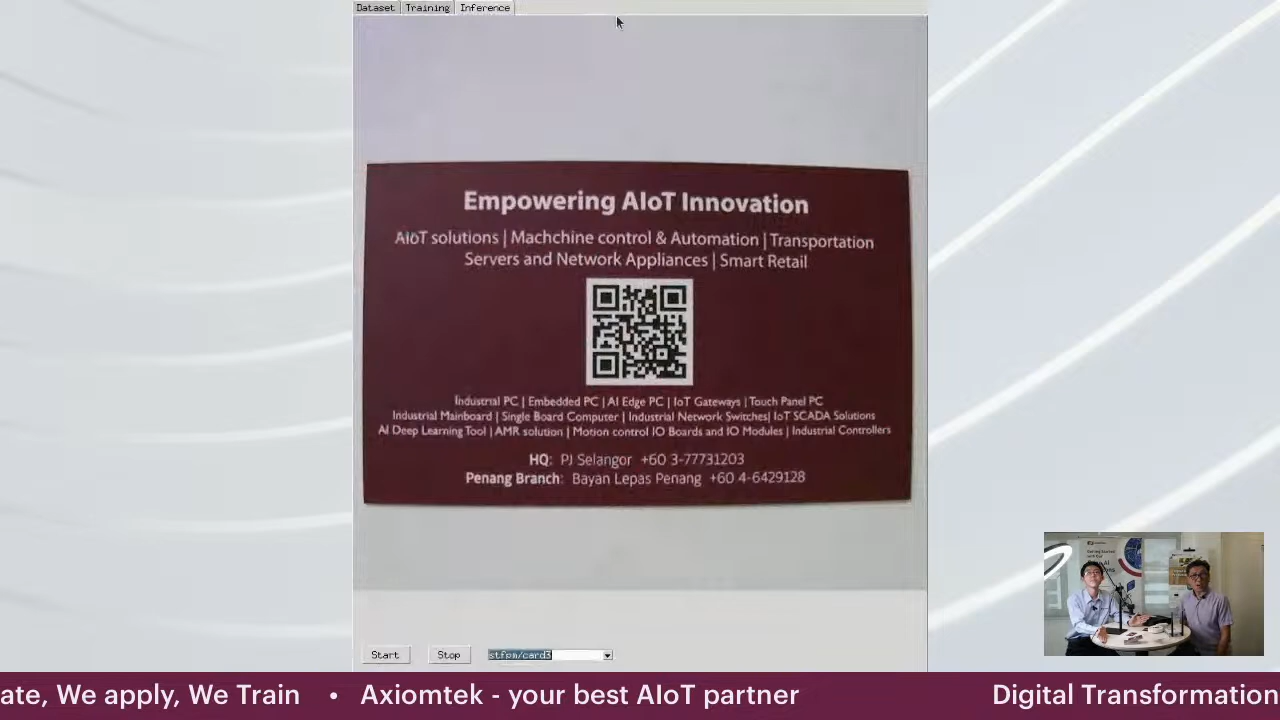 Dataset Training Inference
Empowering AIoT Innovation
AIoT solutions | Machchine control & Automation | Transportation
Servers and Network Appliances | Smart Retail
Industrial PC | Embedded PC | AI Edge PC | IoT Gateways | Touch Panel PC
Industrial Mainboard | Single Board Computer | Industrial Network Switches| IoT SCADA Solutions
AI Deep Learning Tool | AMR solution | Motion control IO Boards and IO Modules | Industrial Controllers
HQ: PJ Selangor +60 3-77731203
Penang Branch: Bayan Lepas Penang +60 4-6429128
Start Stop stfpm/card3
ate, We apply, We Train • Axiomtek - your best AIoT partner Digital Transformation